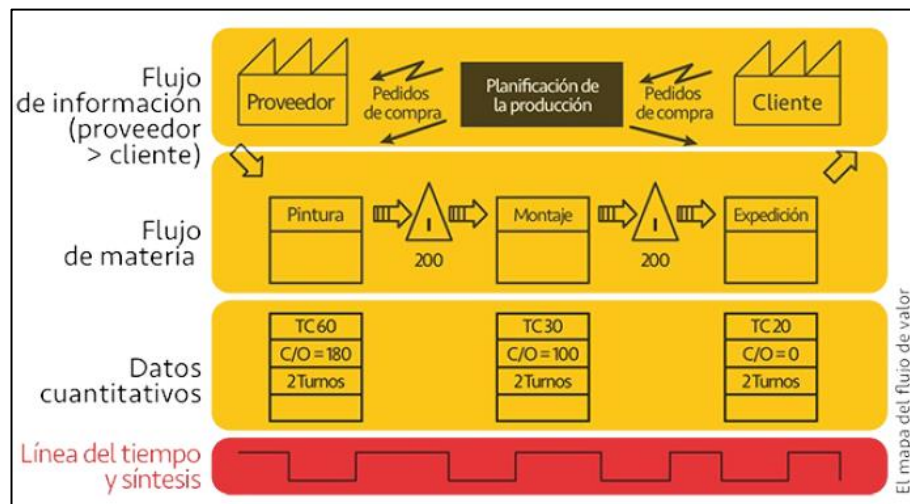 Flujo
de información
(proveedor
> cliente)
Proveedor
Pedidos
de compra
Planificación de
la producción
Pedidos
de compra
Cliente
Flujo
de materia
Pintura
I
200
Montaje
I
200
Expedición
Datos
cuantitativos
TC 60
C/O = 180
2 Turnos
TC 30
C/O = 100
2 Turnos
TC 20
C/O = 0
2 Turnos
Línea del tiempo
y síntesis
El mapa del flujo de valor